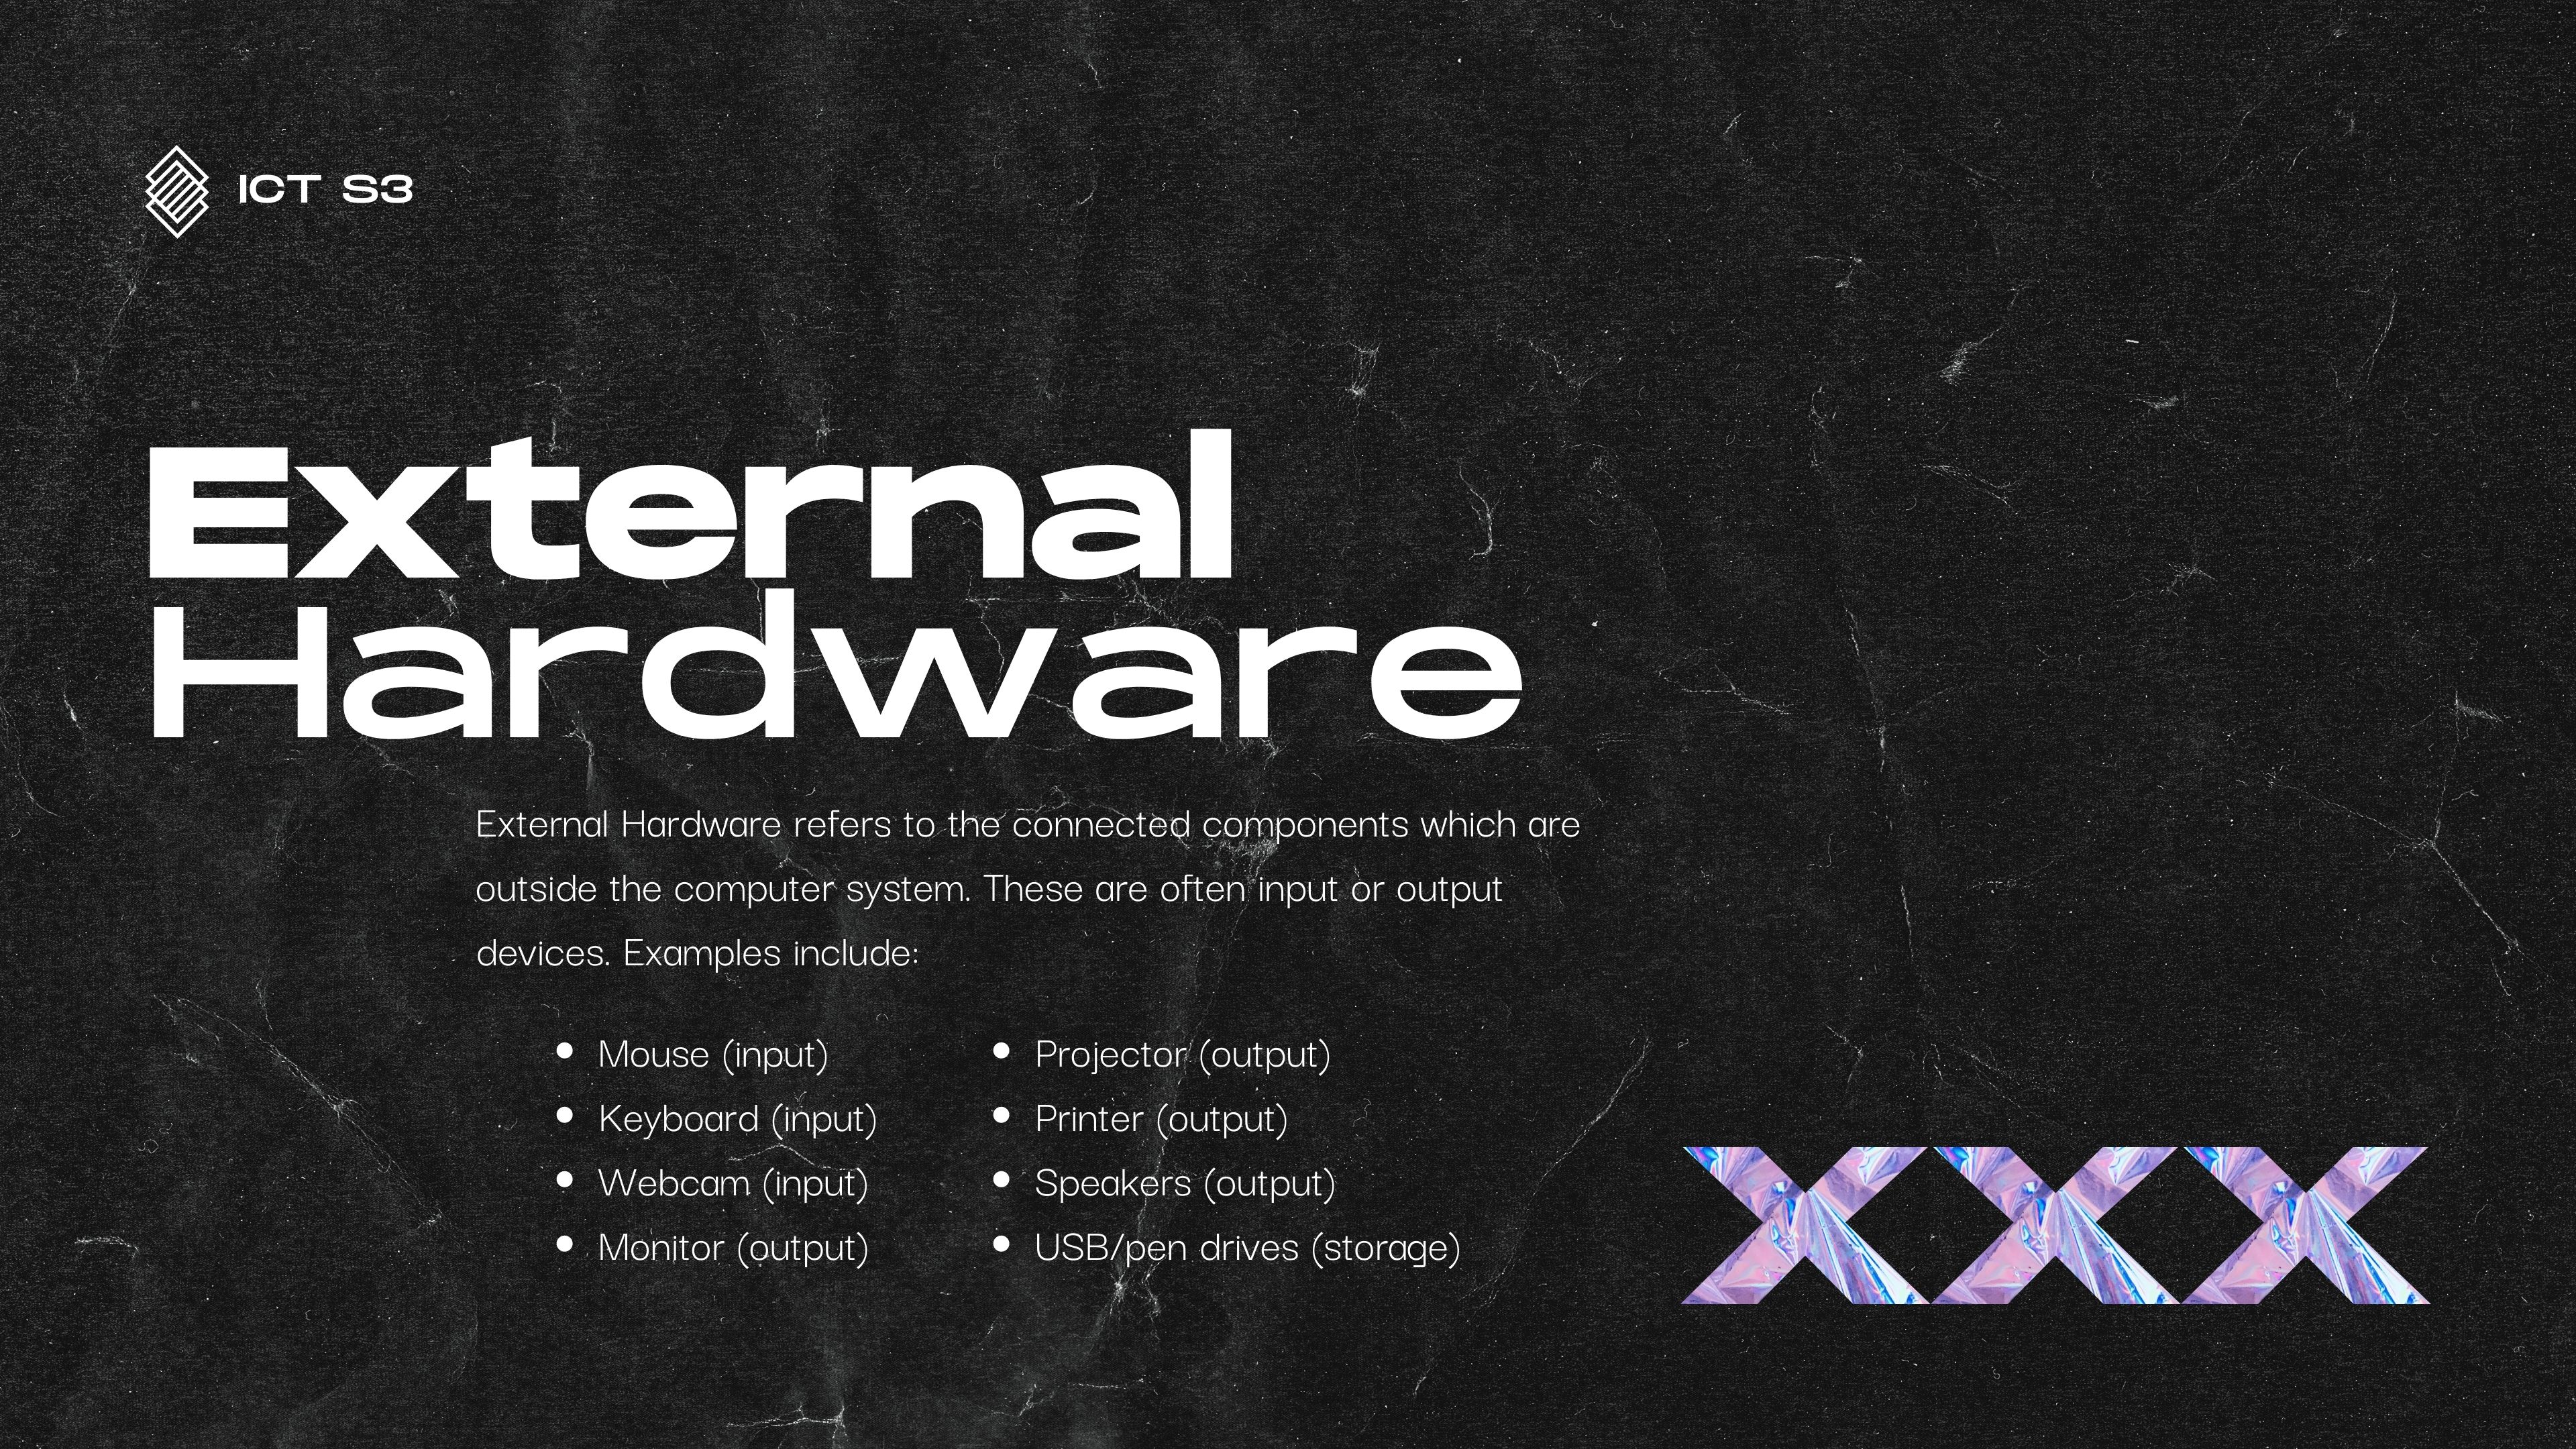 ICT S3
External
Hardware
External Hardware refers to the connected components which are
outside the computer system. These are often input or output
devices. Examples include:
• Mouse (input)
• Keyboard (input)
• Webcam (input)
• Monitor (output)
• Projector (output)
• Printer (output)
• Speakers (output)
• USB/pen drives (storage)
XXX